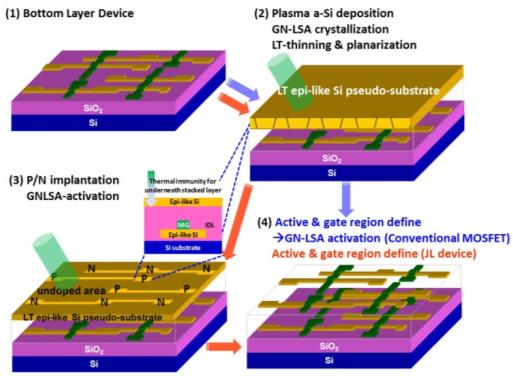 (1) Bottom Layer Device
SiO2
Si
(2) Plasma a-Si deposition
GN-LSA crystallization
LT-thinning & planarization
LT epi-like Si pseudo-substrate
SiO2
Si
(3) P/N implantation
GNLSA-activation
Thermal immunity for
underneath stacked layer
Epi-like Si
MG IDL
Epi-like Si
Si substrate
N N
P P
undoped area P N
N N
LT epi-like Si pseudo-substrate
SiO2
Si
(4) Active & gate region define
→GN-LSA activation (Conventional MOSFET)
Active & gate region define (JL device)
SiO2
Si